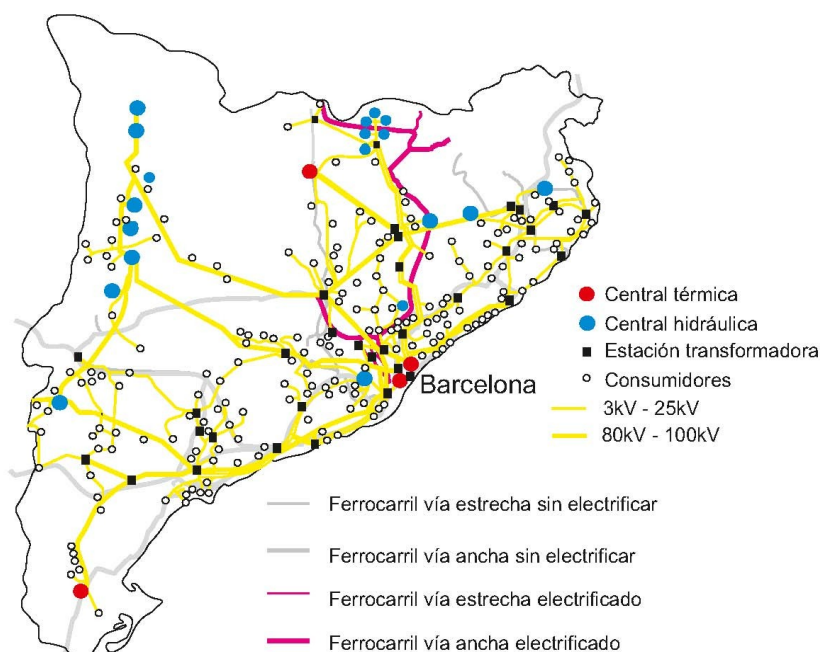 Central térmica
Central hidráulica
Estación transformadora
Barcelona
Consumidores
3kV - 25kV
80kV - 100kV
Ferrocarril vía estrecha sin electrificar
Ferrocarril vía ancha sin electrificar
Ferrocarril vía estrecha electrificado
Ferrocarril vía ancha electrificado